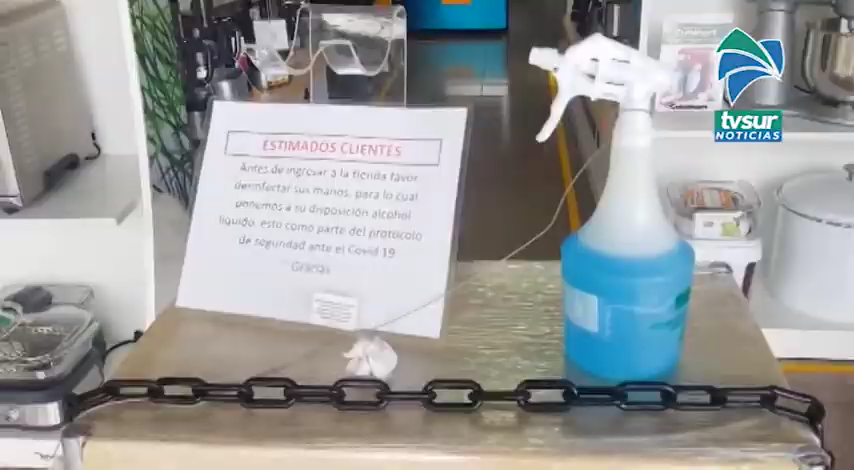 tvsur
NOTICIAS
ESTIMADOS CLIENTES
Antes de ingresar a la tienda favor
desinfectar sus manos, para lo cual
ponemos a su disposición alcohol
líquido, esto como parte del protocolo
de seguridad ante el Covid 19
Gracias